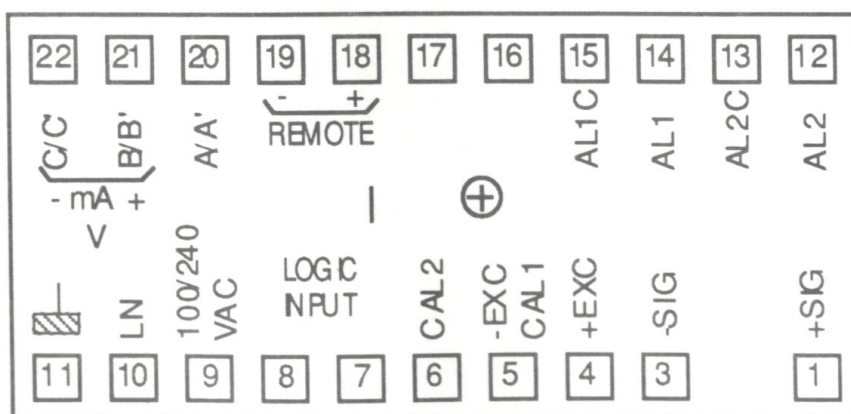 22 21 20 19 18 17 16 15 14 13 12
C/C' B/B' A/A' - + AL1C AL1 AL2C AL2
REMOTE
- mA +
V
100/240
VAC
LN
LOGIC
INPUT
CAL2
-EXC
CAL1
+EXC
-SIG
+SIG
11 10 9 8 7 6 5 4 3 1